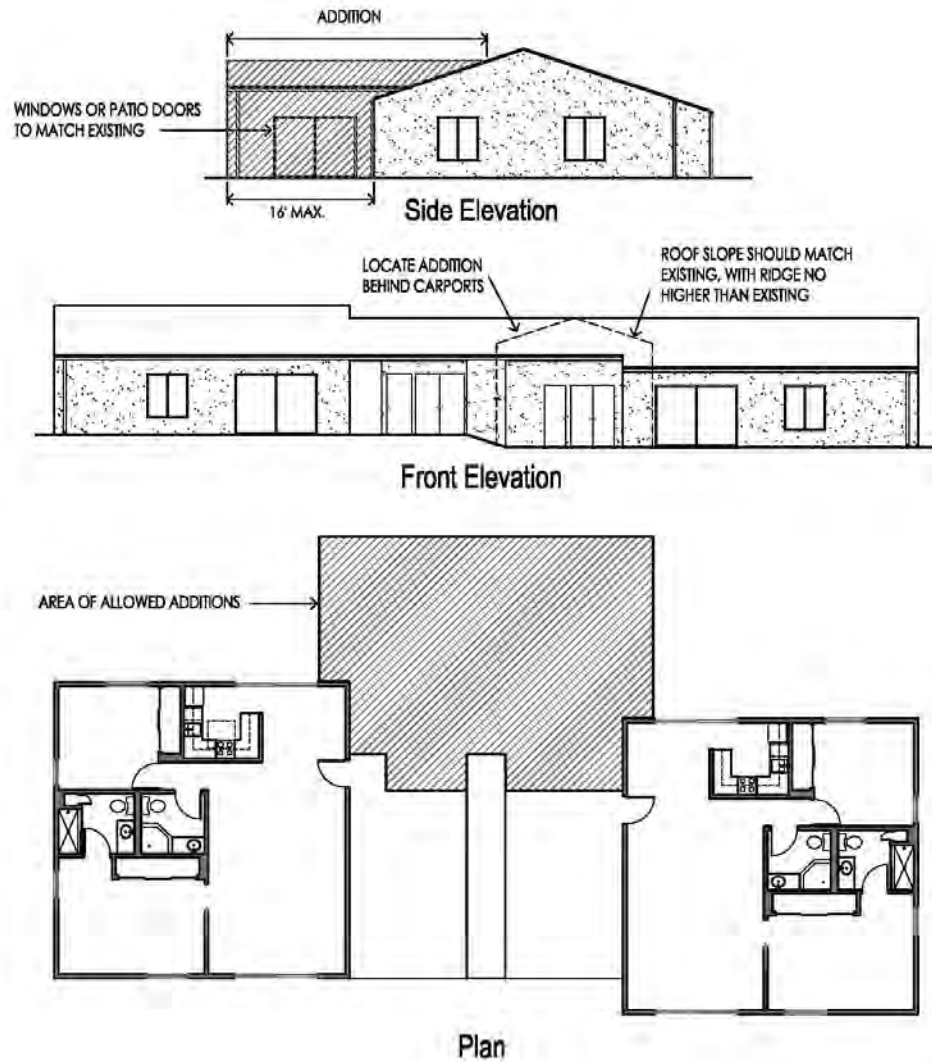 ADDITION
WINDOWS OR PATIO DOORS
TO MATCH EXISTING
16' MAX.
Side Elevation
LOCATE ADDITION
BEHIND CARPORTS
ROOF SLOPE SHOULD MATCH
EXISTING, WITH RIDGE NO
HIGHER THAN EXISTING
Front Elevation
AREA OF ALLOWED ADDITIONS
Plan